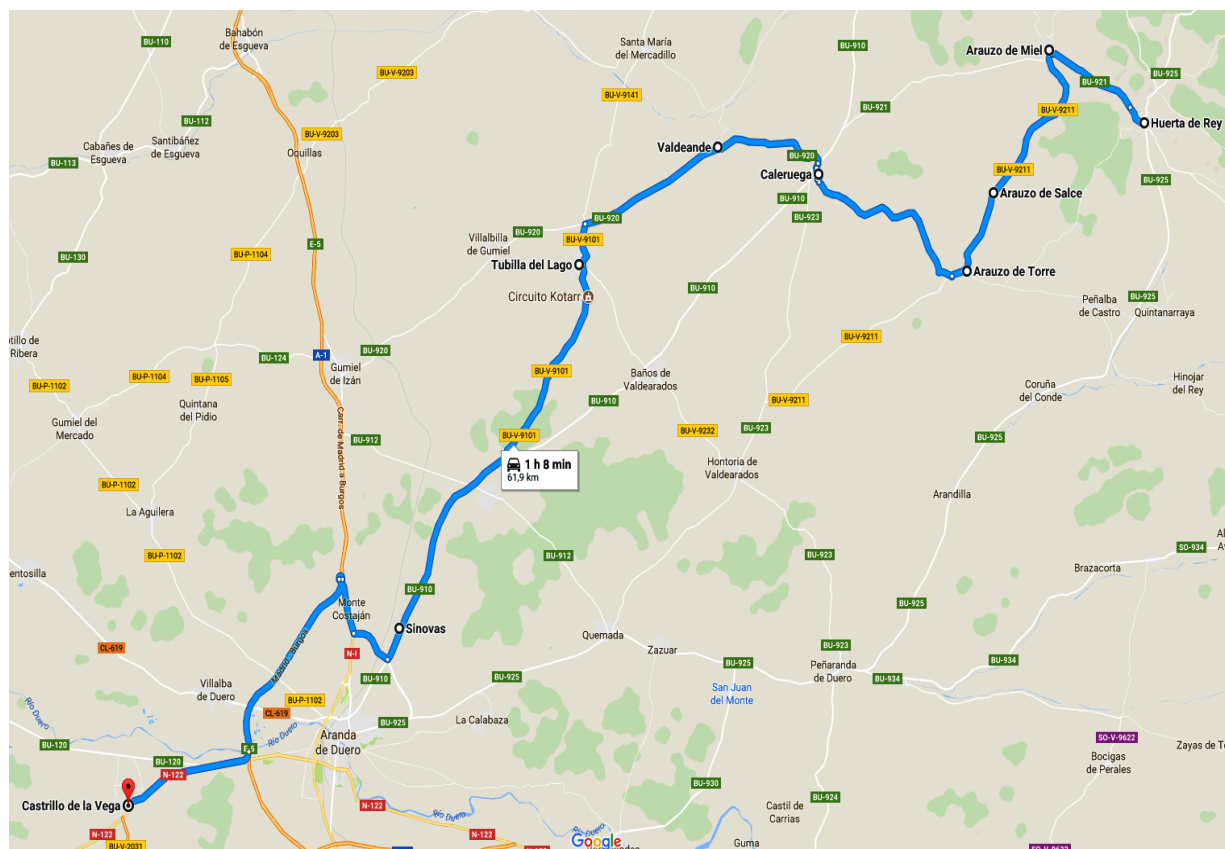 BU-110
Bahabón
de Esgueva
Santa María
del Mercadillo
BU-910
Arauzo de Miel
BU-925
BU-921
BU-V-9203
BU-V-9141
BU-921
BU-V-9211
Huerta de Rey
BU-112
BU-V-9203
Cabañes de
Esgueva
Santibáñez
de Esgueva
Oquillas
Valdeande
BU-920
BU-113
Caleruega
BU-V-9211
BU-925
BU-910
Arauzo de Salce
BU-923
BU-920
Villalbilla
de Gumiel
BU-920
BU-V-9101
E-5
BU-P-1104
BU-130
Tubilla del Lago
Arauzo de Torre
BU-910
Circuito Kotarr
BU-925
Peñalba
de Castro
Quintanarraya
BU-V-9211
BU-124
A-1
BU-920
Gumiel
de Izán
BU-P-1102
BU-P-1104
BU-P-1105
BU-V-9101
Baños de
Valdearados
Coruña
del Conde
Hinojar
del Rey
Quintana
del Pidio
Gumiel del
Mercado
BU-910
BU-V-9211
Carr. de Madrid a Burgos
BU-912
BU-V-9101
BU-V-9232
BU-923
BU-925
1 h 8 min
61,9 km
Hontoria de
Valdearados
BU-P-1102
Arandilla
La Aguilera
BU-P-1102
BU-912
BU-923
SO-934
Brazacorta
BU-910
BU-925
Monte
Costaján
Sinovas
Quemada
CL-619
Madrid - Burgos
N-I
Zazuar
BU-923
BU-934
BU-925
Peñaranda
de Duero
BU-934
Villalba
de Duero
BU-910
BU-P-1102
San Juan
del Monte
Río Duero
CL-619
BU-925
La Calabaza
Aranda
de Duero
Río Duero
BU-120
E-5
BU-120
SO-V-9622
Bocigas
de Perales
N-122
BU-930
Castrillo de la Vega
BU-924
N-122
Río Duero
Castil de
Carrias
N-122
Río Duero
BU-V-2031
Google
Guma